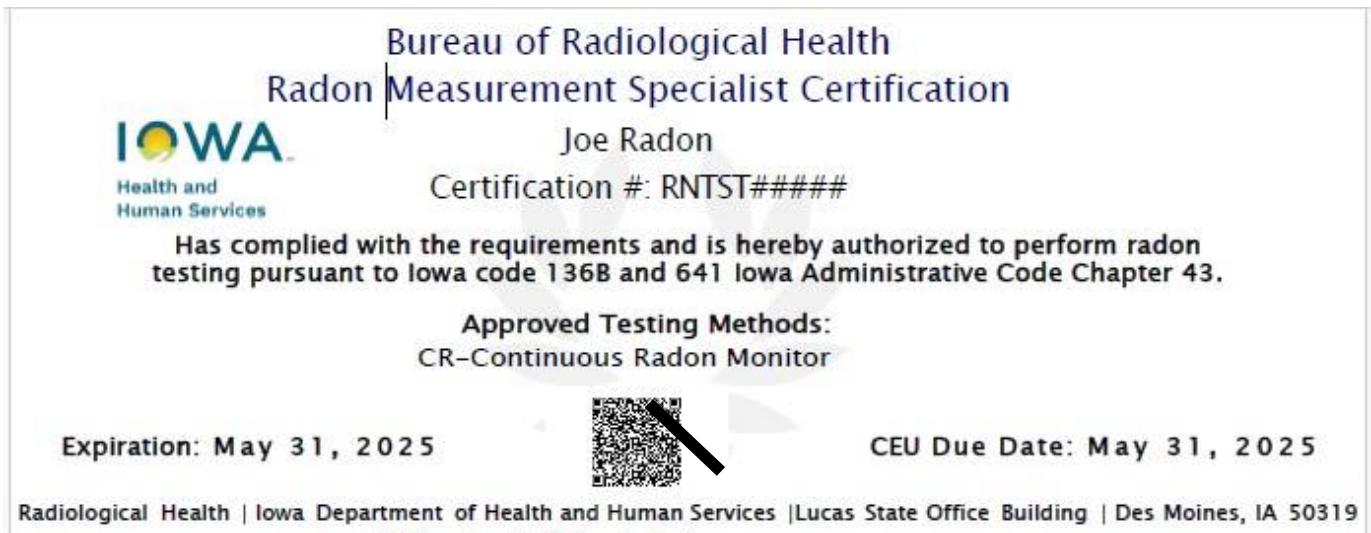 Bureau of Radiological Health
Radon Measurement Specialist Certification
IOWA
Health and
Human Services
Joe Radon
Certification #: RNTST#####
Has complied with the requirements and is hereby authorized to perform radon
testing pursuant to Iowa code 136B and 641 Iowa Administrative Code Chapter 43.
Approved Testing Methods:
CR-Continuous Radon Monitor
Expiration: May 31, 2025
CEU Due Date: May 31, 2025
Radiological Health | Iowa Department of Health and Human Services |Lucas State Office Building | Des Moines, IA 50319